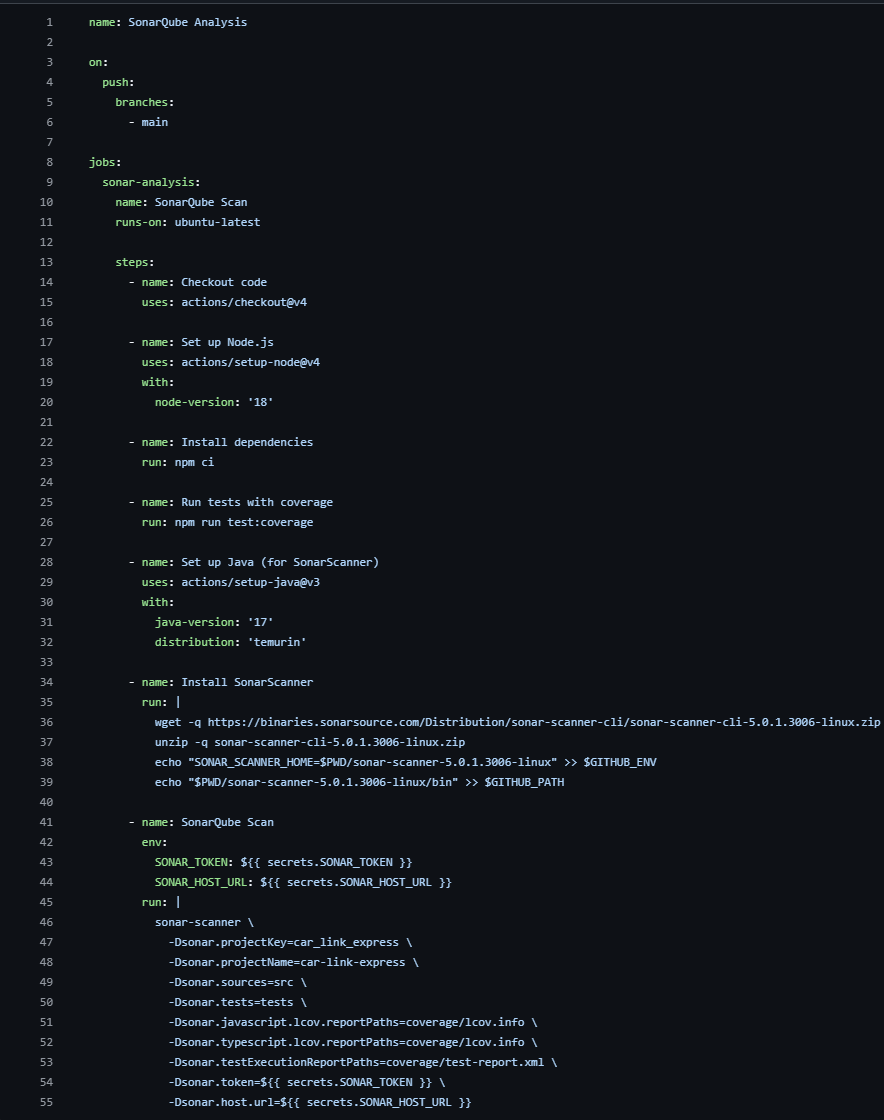 1 name: SonarQube Analysis
2
3 on:
4 push:
5 branches:
6 - main
7
8 jobs:
9 sonar-analysis:
10 name: SonarQube Scan
11 runs-on: ubuntu-latest
12
13 steps:
14 - name: Checkout code
15 uses: actions/checkout@v4
16
17 - name: Set up Node.js
18 uses: actions/setup-node@v4
19 with:
20 node-version: '18'
21
22 - name: Install dependencies
23 run: npm ci
24
25 - name: Run tests with coverage
26 run: npm run test:coverage
27
28 - name: Set up Java (for SonarScanner)
29 uses: actions/setup-java@v3
30 with:
31 java-version: '17'
32 distribution: 'temurin'
33
34 - name: Install SonarScanner
35 run: |
36 wget -q https://binaries.sonarsource.com/Distribution/sonar-scanner-cli/sonar-scanner-cli-5.0.1.3006-linux.zip
37 unzip -q sonar-scanner-cli-5.0.1.3006-linux.zip
38 echo "SONAR_SCANNER_HOME=$PWD/sonar-scanner-5.0.1.3006-linux" >> $GITHUB_ENV
39 echo "$PWD/sonar-scanner-5.0.1.3006-linux/bin" >> $GITHUB_PATH
40
41 - name: SonarQube Scan
42 env:
43 SONAR_TOKEN: ${{ secrets.SONAR_TOKEN }}
44 SONAR_HOST_URL: ${{ secrets.SONAR_HOST_URL }}
45 run: |
46 sonar-scanner \
47 -Dsonar.projectKey=car_link_express \
48 -Dsonar.projectName=car-link-express \
49 -Dsonar.sources=src \
50 -Dsonar.tests=tests \
51 -Dsonar.javascript.lcov.reportPaths=coverage/lcov.info \
52 -Dsonar.typescript.lcov.reportPaths=coverage/lcov.info \
53 -Dsonar.testExecutionReportPaths=coverage/test-report.xml \
54 -Dsonar.token=${{ secrets.SONAR_TOKEN }} \
55 -Dsonar.host.url=${{ secrets.SONAR_HOST_URL }}